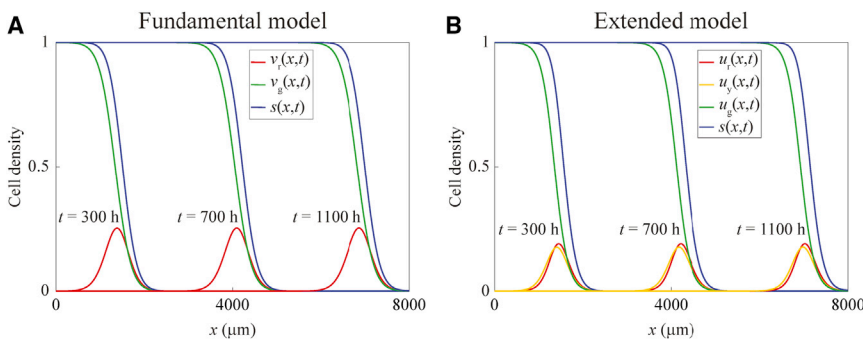 A
Fundamental model
Cell density
1
0.5
0
v_r(x,t)
v_g(x,t)
s(x,t)
t = 300 h
t = 700 h
t = 1100 h
0
4000
8000
x (μm)
B
Extended model
Cell density
1
0.5
0
u_r(x,t)
u_y(x,t)
u_g(x,t)
s(x,t)
t = 300 h
t = 700 h
t = 1100 h
0
4000
8000
x (μm)